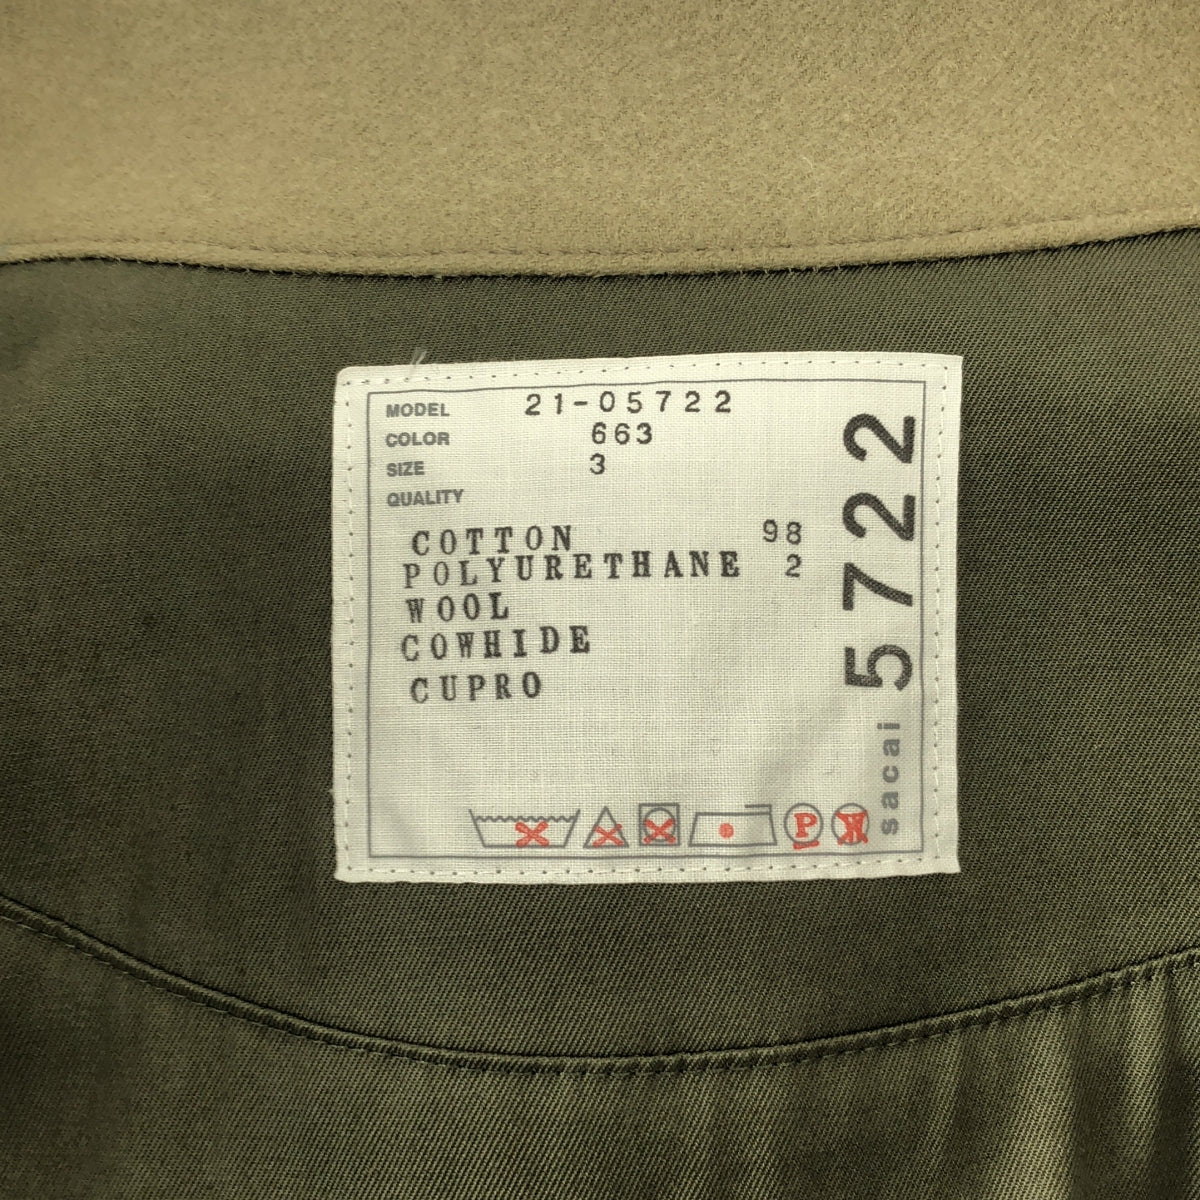 MODEL 21-05722
COLOR 663
SIZE 3
QUALITY
COTTON 98
POLYURETHANE 2
WOOL
COWHIDE
CUPRO
P
W
sacai 5722